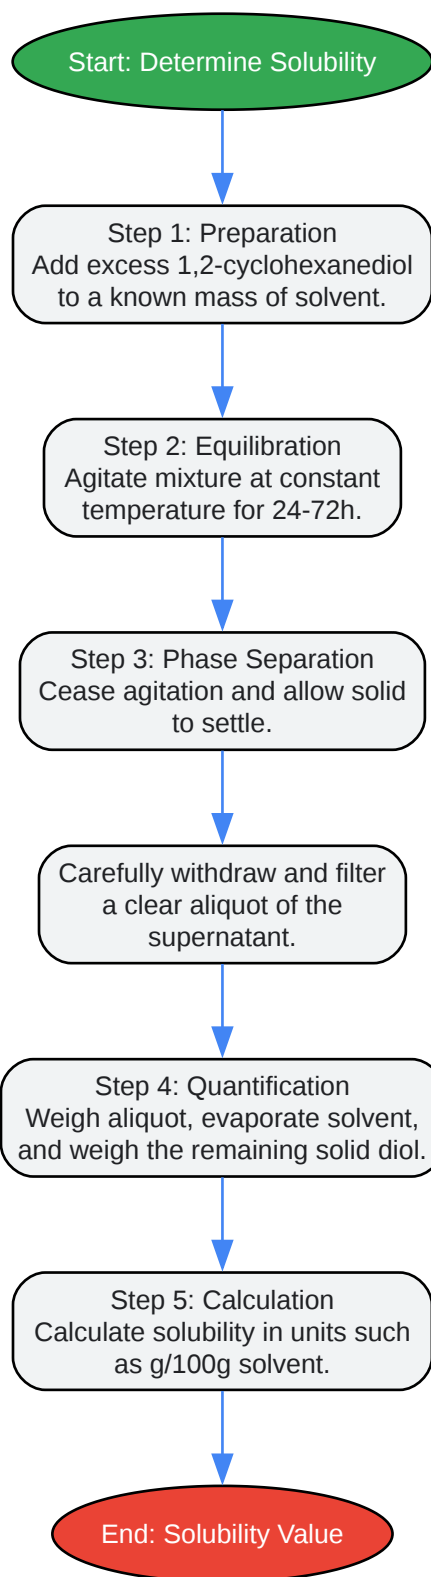 Start: Determine Solubility
Step 1: Preparation
Add excess 1,2-cyclohexanediol
to a known mass of solvent.
Step 2: Equilibration
Agitate mixture at constant
temperature for 24-72h.
Step 3: Phase Separation
Cease agitation and allow solid
to settle.
Carefully withdraw and filter
a clear aliquot of the
supernatant.
Step 4: Quantification
Weigh aliquot, evaporate solvent,
and weigh the remaining solid diol.
Step 5: Calculation
Calculate solubility in units such
as g/100g solvent.
End: Solubility Value